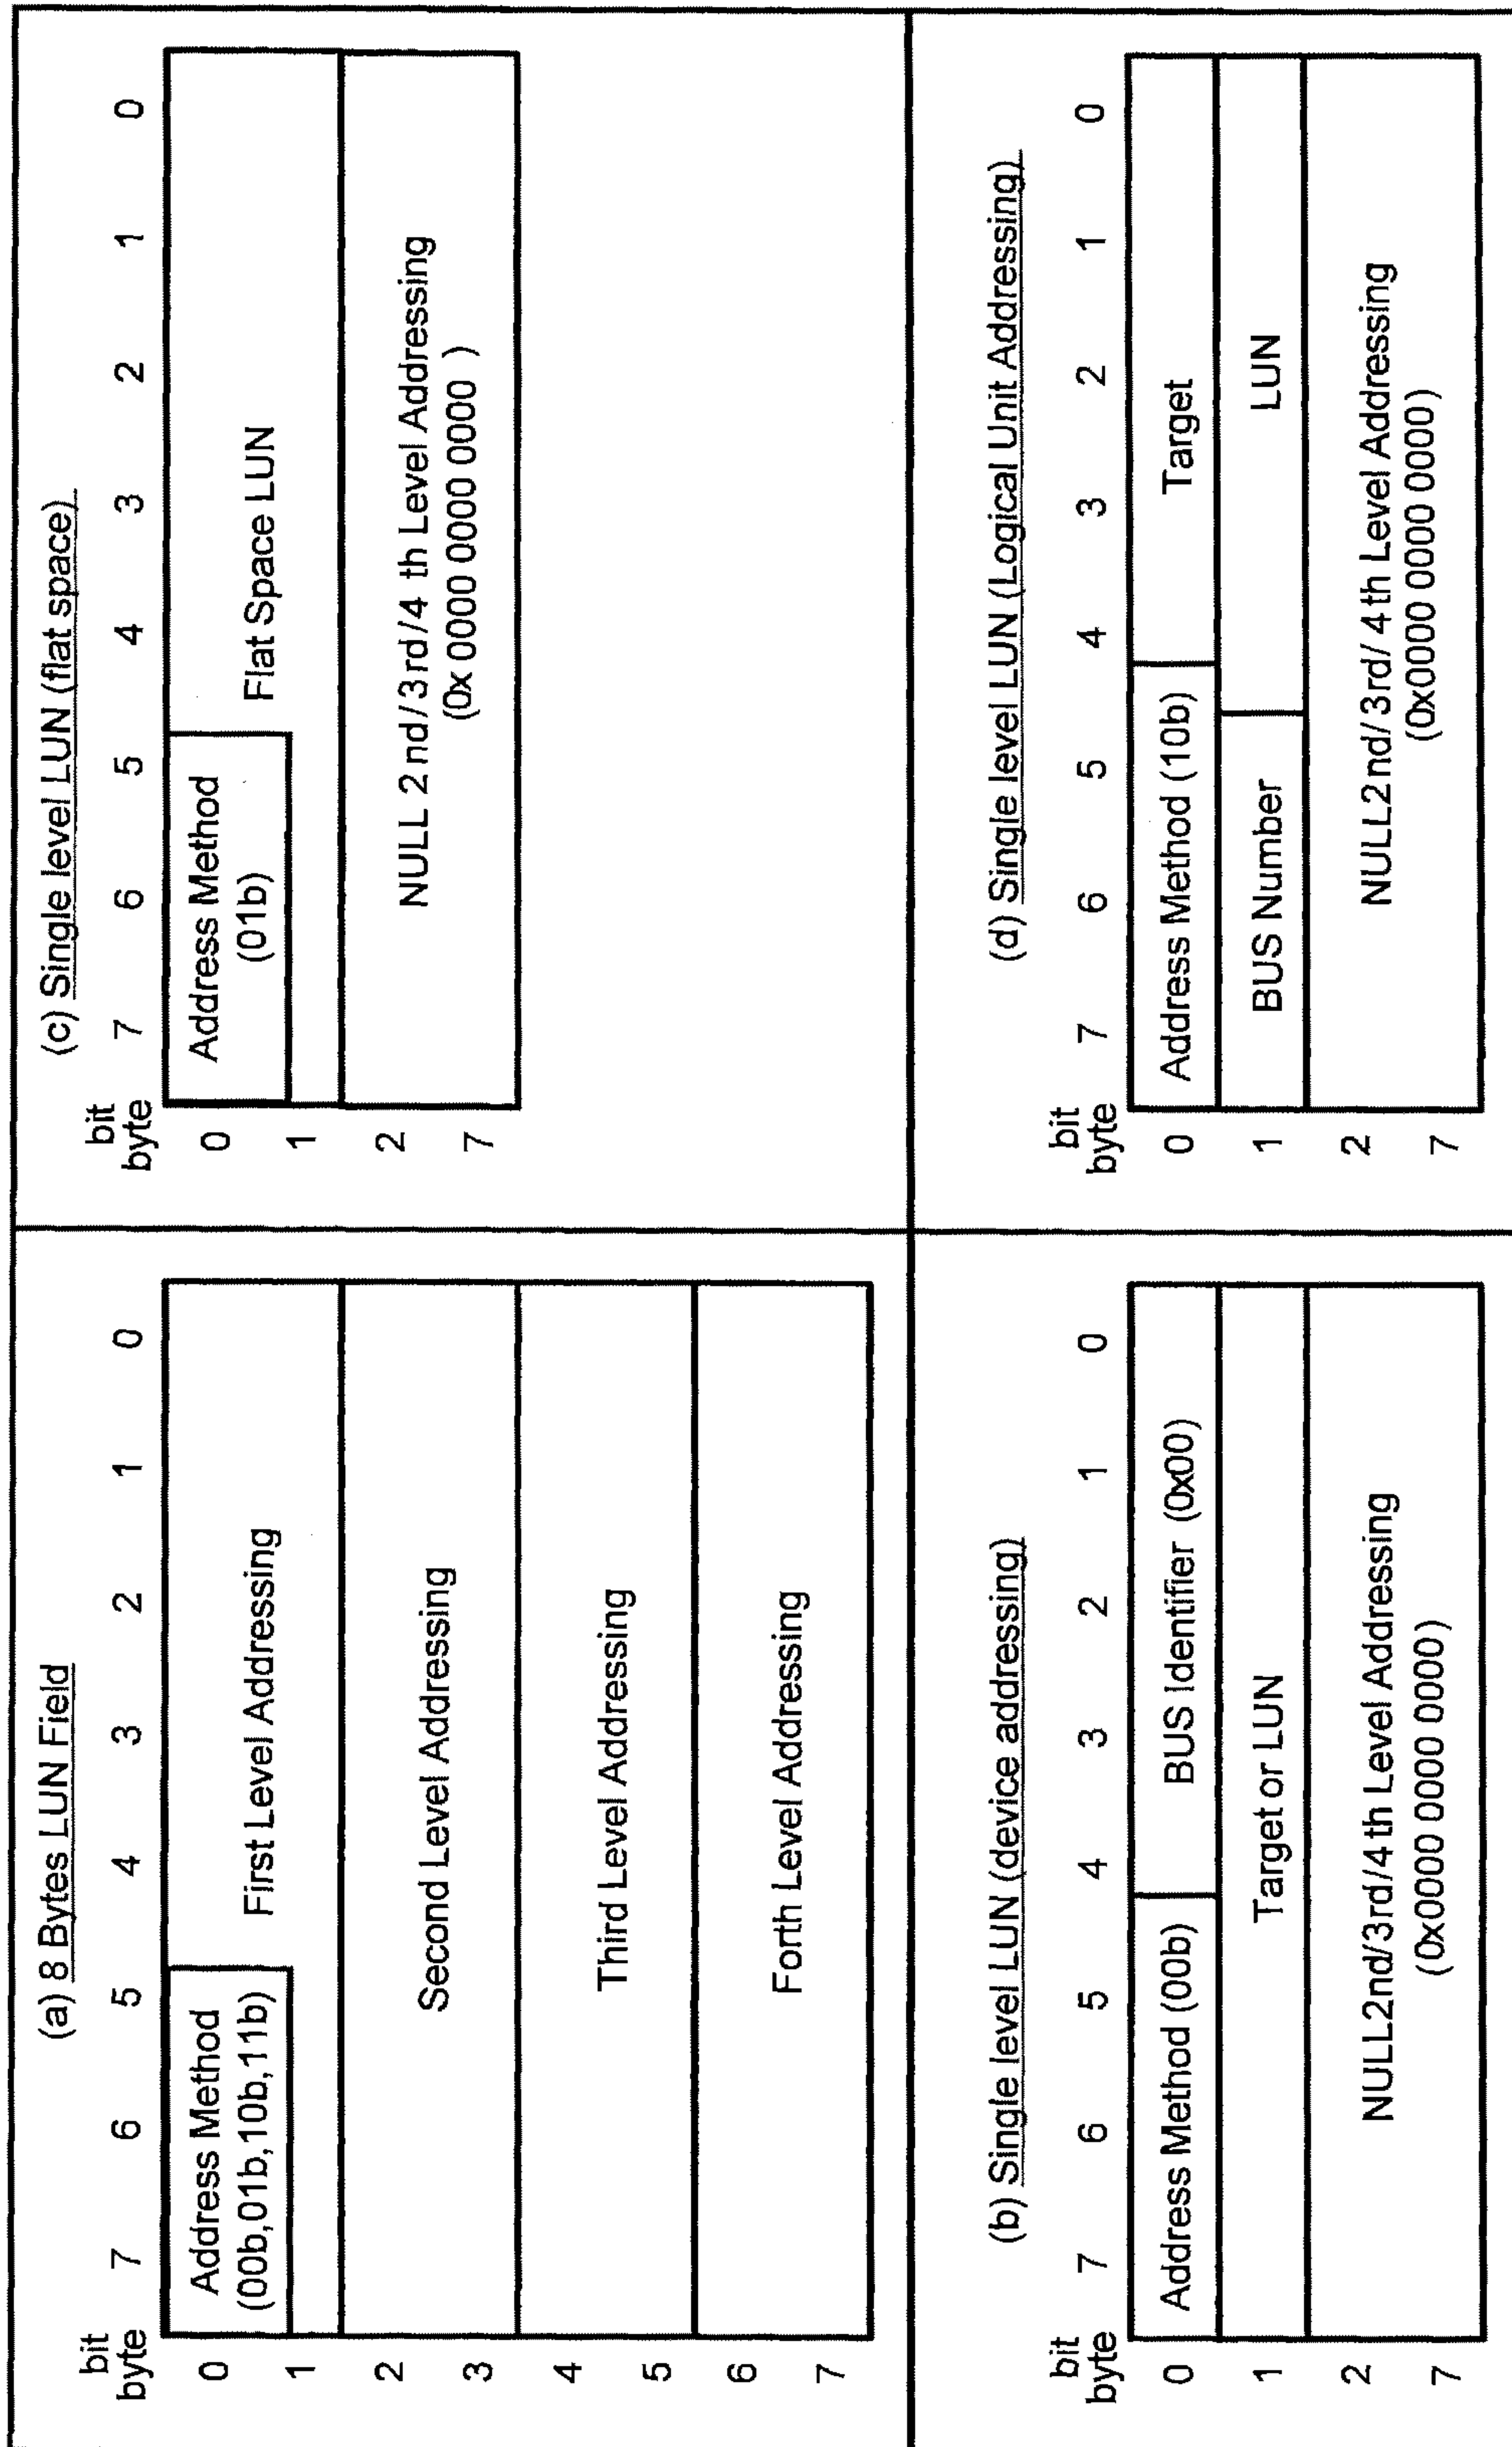 (a) 8 Bytes LUN Field
bit 7 6 5 4 3 2 1 0
byte
0
1
2
3
4
5
6
7
Address Method
(00b,01b,10b,11b)
First Level Addressing
Second Level Addressing
Third Level Addressing
Forth Level Addressing
(c) Single level LUN (flat space)
bit 7 6 5 4 3 2 1 0
byte
0
1
2
7
Address Method
(01b)
Flat Space LUN
NULL 2nd/3rd/4 th Level Addressing
(0x 0000 0000 0000 )
(b) Single level LUN (device addressing)
bit 7 6 5 4 3 2 1 0
byte
0 Address Method (00b) BUS Identifier (0x00)
1 Target or LUN
2
7
NULL2nd/3rd/4 th Level Addressing
(0x0000 0000 0000)
(d) Single level LUN (Logical Unit Addressing)
bit 7 6 5 4 3 2 1 0
byte
0 Address Method (10b) Target
1 BUS Number LUN
2
7
NULL2nd/3rd/4 th Level Addressing
(0x0000 0000 0000)